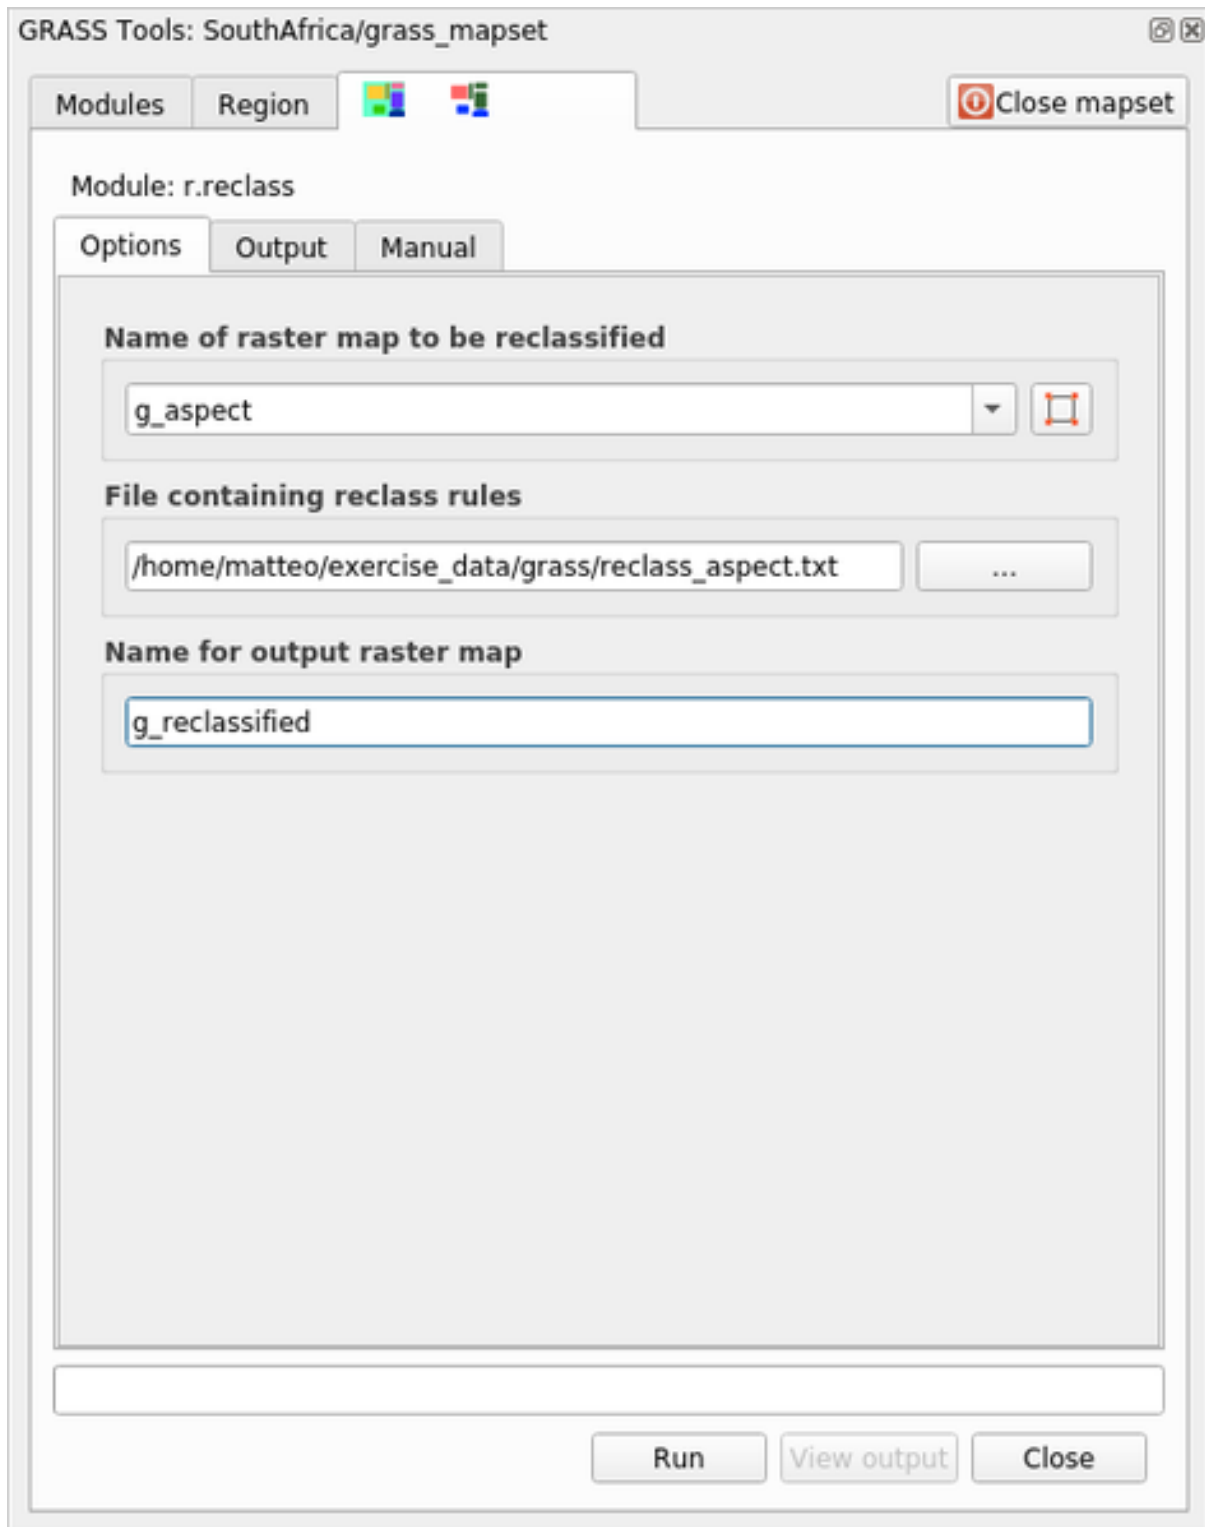 GRASS Tools: SouthAfrica/grass_mapset
Modules Region Close mapset
Module: r.reclass
Options Output Manual
Name of raster map to be reclassified
g_aspect
File containing reclass rules
/home/matteo/exercise_data/grass/reclass_aspect.txt ...
Name for output raster map
g_reclassified
Run View output Close